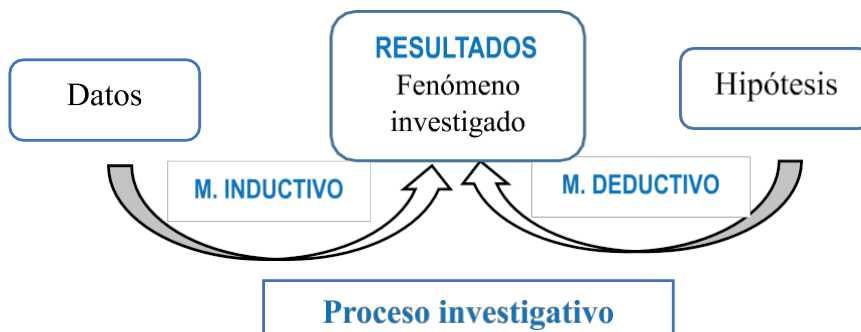 RESULTADOS
Fenómeno
investigado
Datos
Hipótesis
M. INDUCTIVO
M. DEDUCTIVO
Proceso investigativo